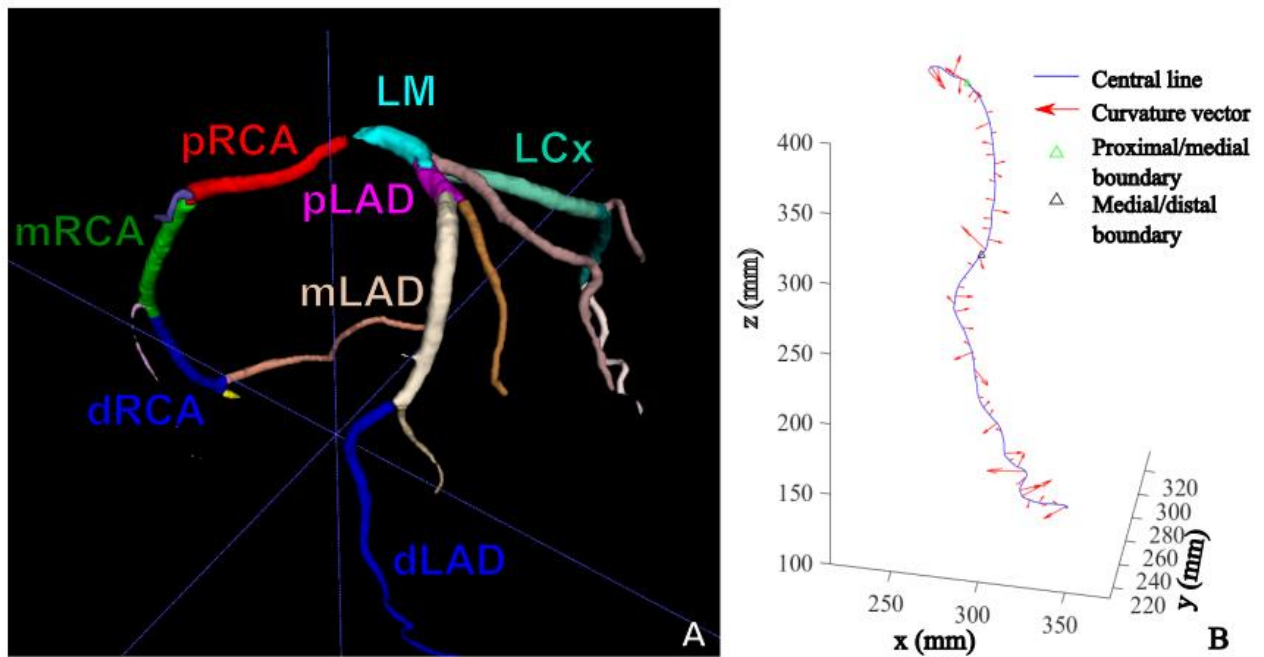 LM
pRCA
LCx
pLAD
mRCA
mLAD
dRCA
dLAD
A
Central line
Curvature vector
Proximal/medial
boundary
Medial/distal
boundary
400
350
300
250
200
150
100
z (mm)
250
300
350
x (mm)
320
300
280
260
240
220
y (mm)
B